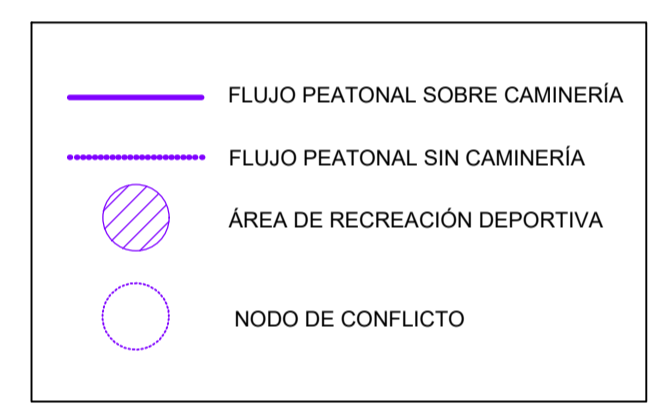 FLUJO PEATONAL SOBRE CAMINERÍA
FLUJO PEATONAL SIN CAMINERÍA
ÁREA DE RECREACIÓN DEPORTIVA
NODO DE CONFLICTO